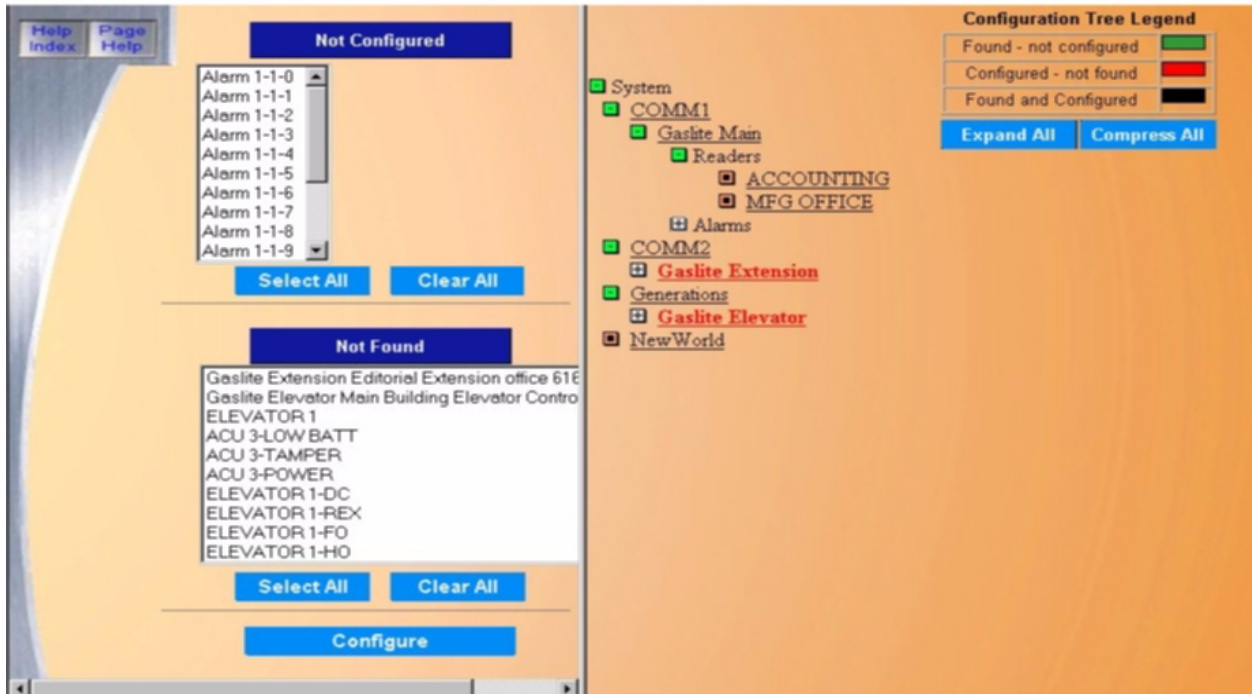 Help Index
Page Help
Not Configured
Alarm 1-1-0
Alarm 1-1-1
Alarm 1-1-2
Alarm 1-1-3
Alarm 1-1-4
Alarm 1-1-5
Alarm 1-1-6
Alarm 1-1-7
Alarm 1-1-8
Alarm 1-1-9
Select All
Clear All
Not Found
Gaslite Extension Editorial Extension office 616
Gaslite Elevator Main Building Elevator Contro
ELEVATOR 1
ACU 3-LOW BATT
ACU 3-TAMPER
ACU 3-POWER
ELEVATOR 1-DC
ELEVATOR 1-REX
ELEVATOR 1-FO
ELEVATOR 1-HO
Select All
Clear All
Configure
System
COMM1
Gaslite Main
Readers
ACCOUNTING
MFG OFFICE
Alarms
COMM2
Gaslite Extension
Generations
Gaslite Elevator
NewWorld
Configuration Tree Legend
Found - not configured
Configured - not found
Found and Configured
Expand All
Compress All